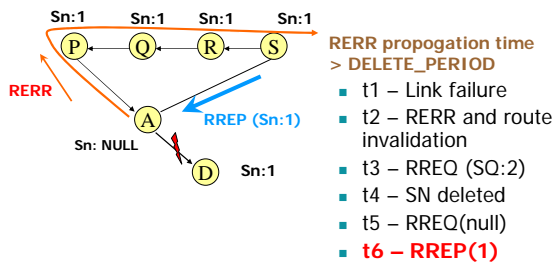 Sn:1 Sn:1 Sn:1 Sn:1
P Q R S
RERR
A
RREP (Sn:1)
Sn: NULL
D Sn:1
RERR propogation time
> DELETE_PERIOD
t1 – Link failure
t2 – RERR and route
invalidation
t3 – RREQ (SQ:2)
t4 – SN deleted
t5 – RREQ(null)
t6 – RREP(1)